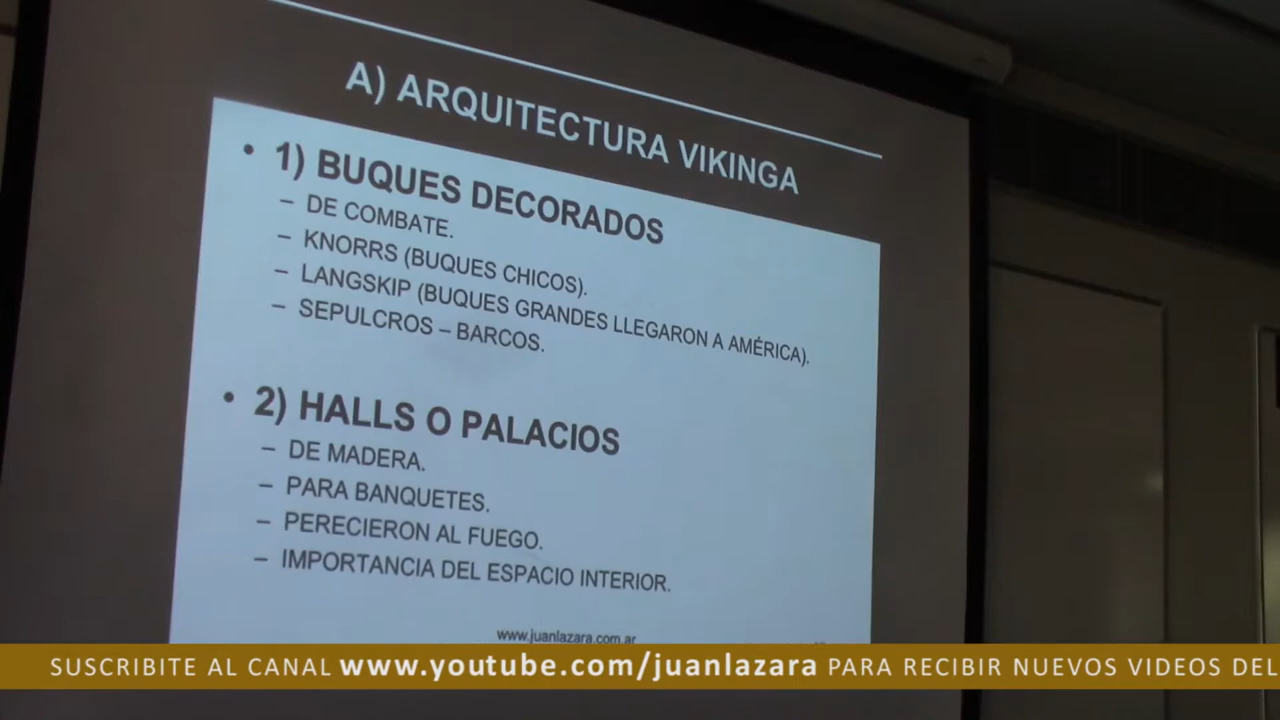 A) ARQUITECTURA VIKINGA
• 1) BUQUES DECORADOS
– DE COMBATE.
– KNORRS (BUQUES CHICOS).
– LANGSKIP (BUQUES GRANDES LLEGARON A AMÉRICA).
– SEPULCROS – BARCOS.
• 2) HALLS O PALACIOS
– DE MADERA.
– PARA BANQUETES.
– PERECIERON AL FUEGO.
– IMPORTANCIA DEL ESPACIO INTERIOR.
www.juanlazara.com.ar
SUSCRIBITE AL CANAL www.youtube.com/juanlazara PARA RECIBIR NUEVOS VIDEOS DEL